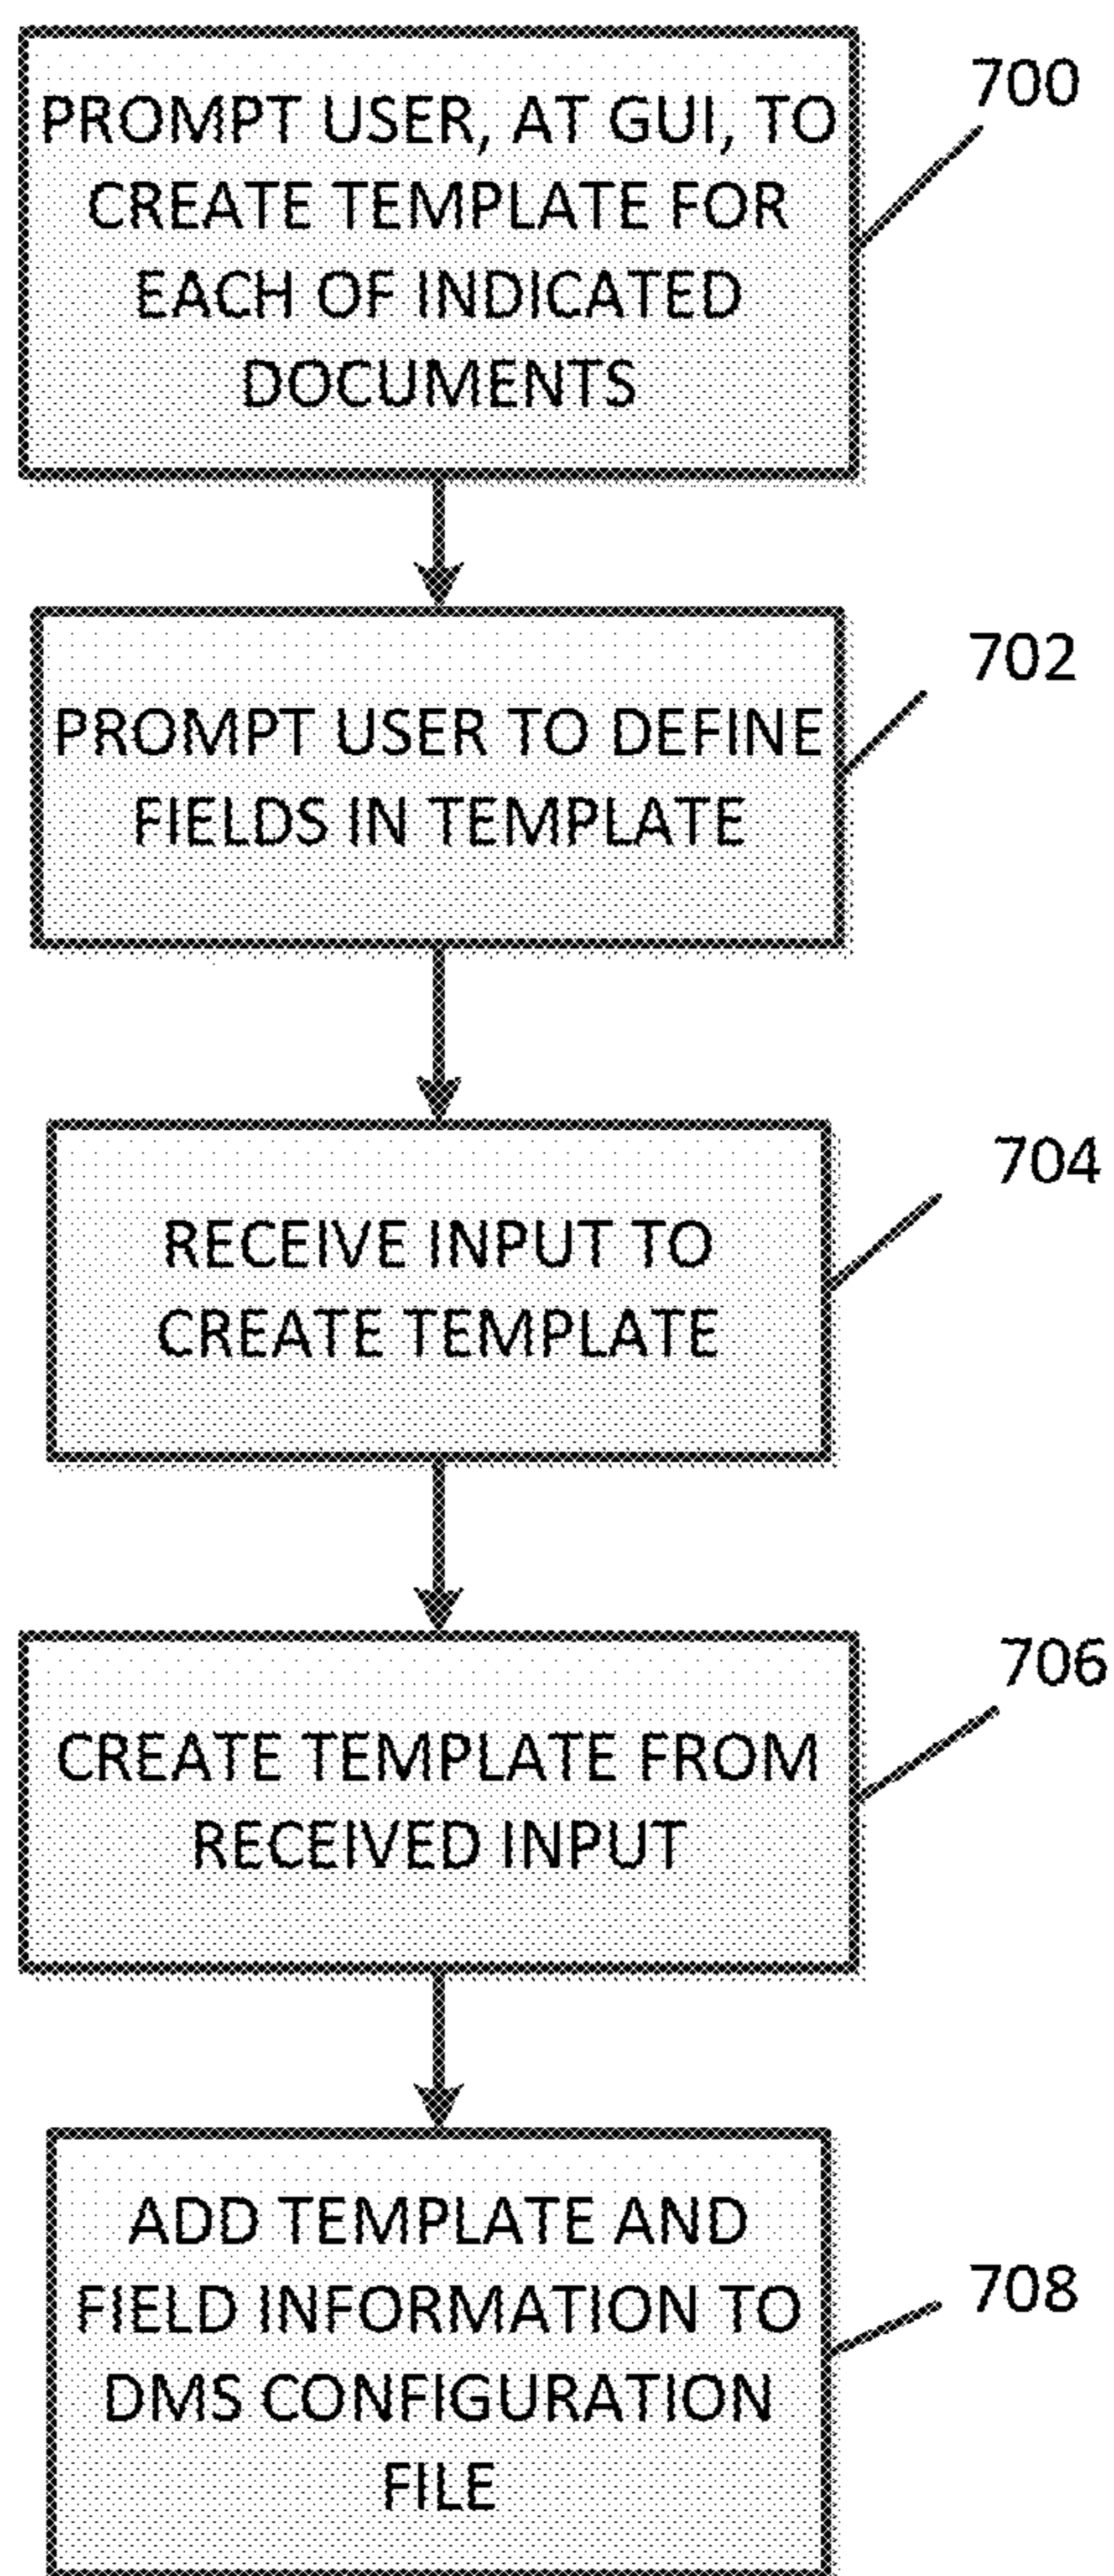 700
PROMPT USER, AT GUI, TO
CREATE TEMPLATE FOR
EACH OF INDICATED
DOCUMENTS
702
PROMPT USER TO DEFINE
FIELDS IN TEMPLATE
704
RECEIVE INPUT TO
CREATE TEMPLATE
706
CREATE TEMPLATE FROM
RECEIVED INPUT
708
ADD TEMPLATE AND
FIELD INFORMATION TO
DMS CONFIGURATION
FILE